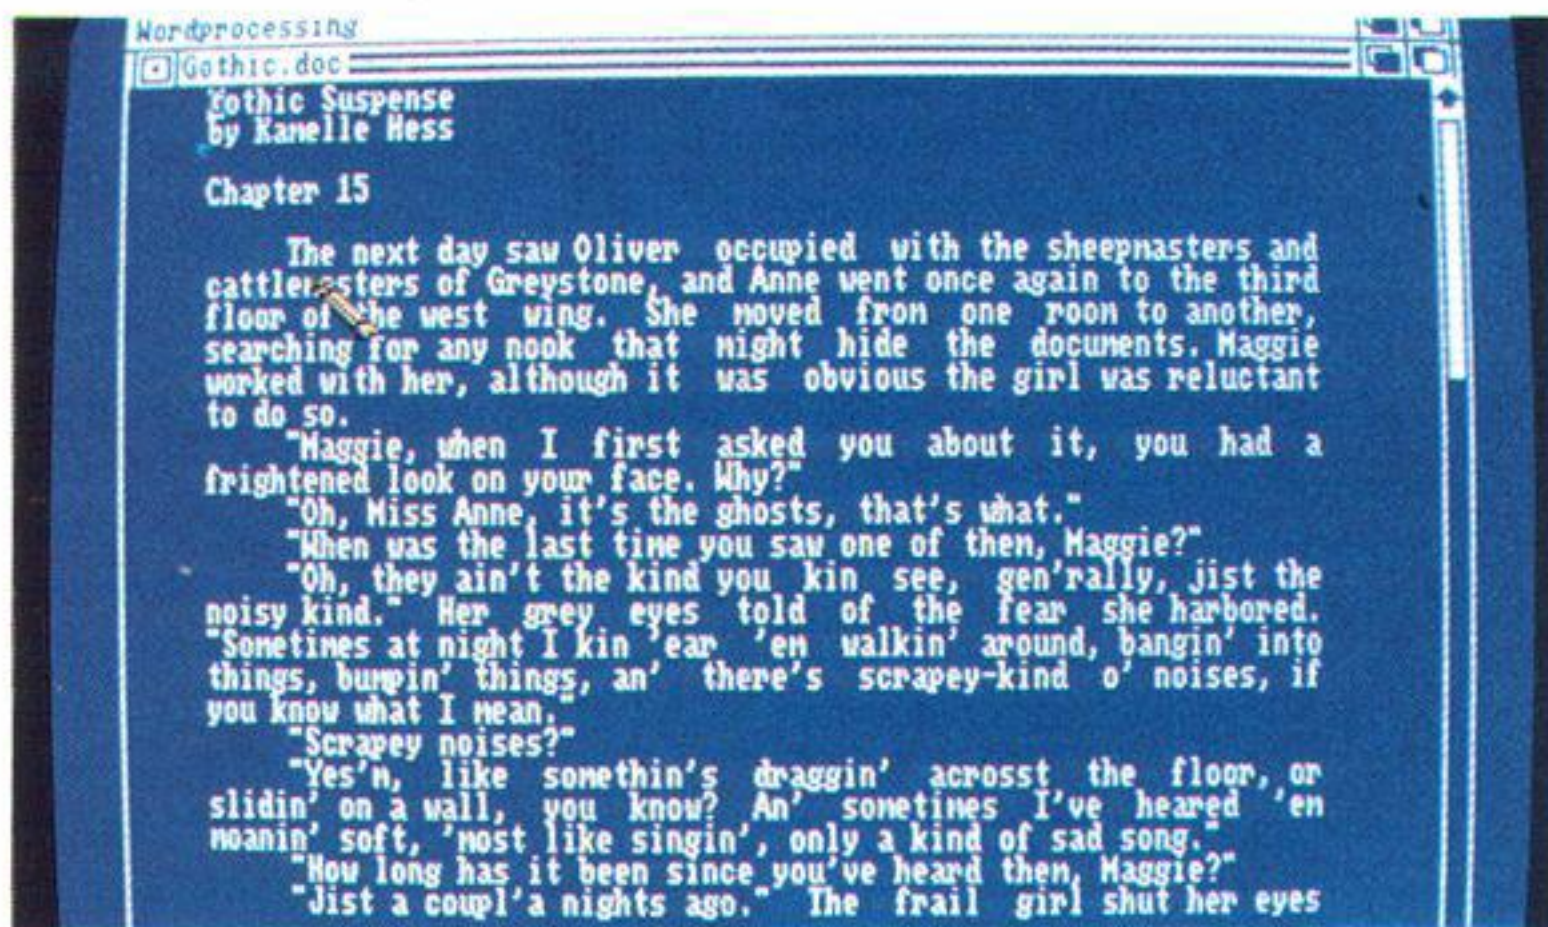 Wordprocessing
Gothic.doc
Gothic Suspense
by Kamelle Hess
Chapter 15
The next day saw Oliver occupied with the sheepmasters and
cattlemasters of Greystone, and Anne went once again to the third
floor of the west wing. She moved from one room to another,
searching for any nook that might hide the documents. Maggie
worked with her, although it was obvious the girl was reluctant
to do so.
"Maggie, when I first asked you about it, you had a
frightened look on your face. Why?"
"Oh, Miss Anne, it's the ghosts, that's what."
"When was the last time you saw one of them, Maggie?"
"Oh, they ain't the kind you kin see, gen'rally, jist the
noisy kind." Her grey eyes told of the fear she harbored.
"Sometimes at night I kin 'ear 'em walkin' around, bangin' into
things, bumpin' things, an' there's scrapey-kind o' noises, if
you know what I mean."
"Scrapey noises?"
"Yes'm, like somethin's draggin' acrosst the floor, or
slidin' on a wall, you know? An' sometimes I've heared 'em
moanin' soft, 'most like singin', only a kind of sad song."
"How long has it been since you've heard them, Maggie?"
"Jist a coupl'a nights ago." The frail girl shut her eyes